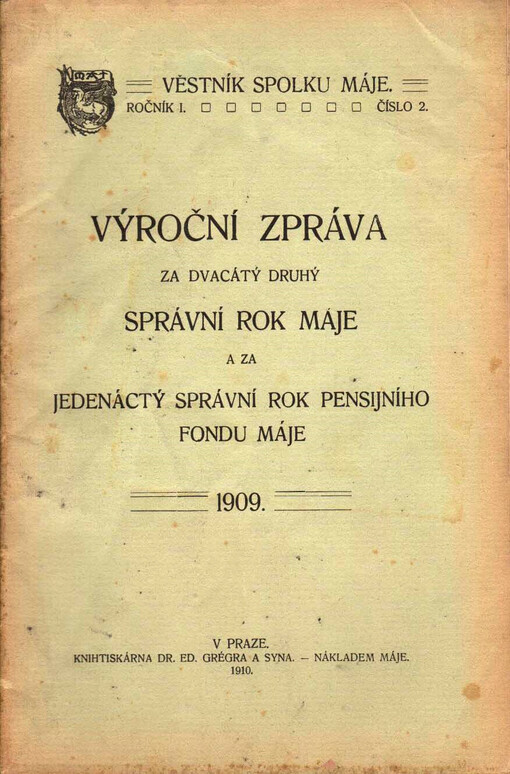 VĚSTNÍK SPOLKU MÁJE.
ROČNÍK I. ČÍSLO 2.
VÝROČNÍ ZPRÁVA
ZA DVACÁTÝ DRUHÝ
SPRÁVNÍ ROK MÁJE
A ZA
JEDENÁCTÝ SPRÁVNÍ ROK PENSIJNÍHO
FONDU MÁJE
1909.
V PRAZE.
KNIHTISKÁRNA DR. ED. GRÉGRA A SYNA. — NÁKLADEM MÁJE.
1910.